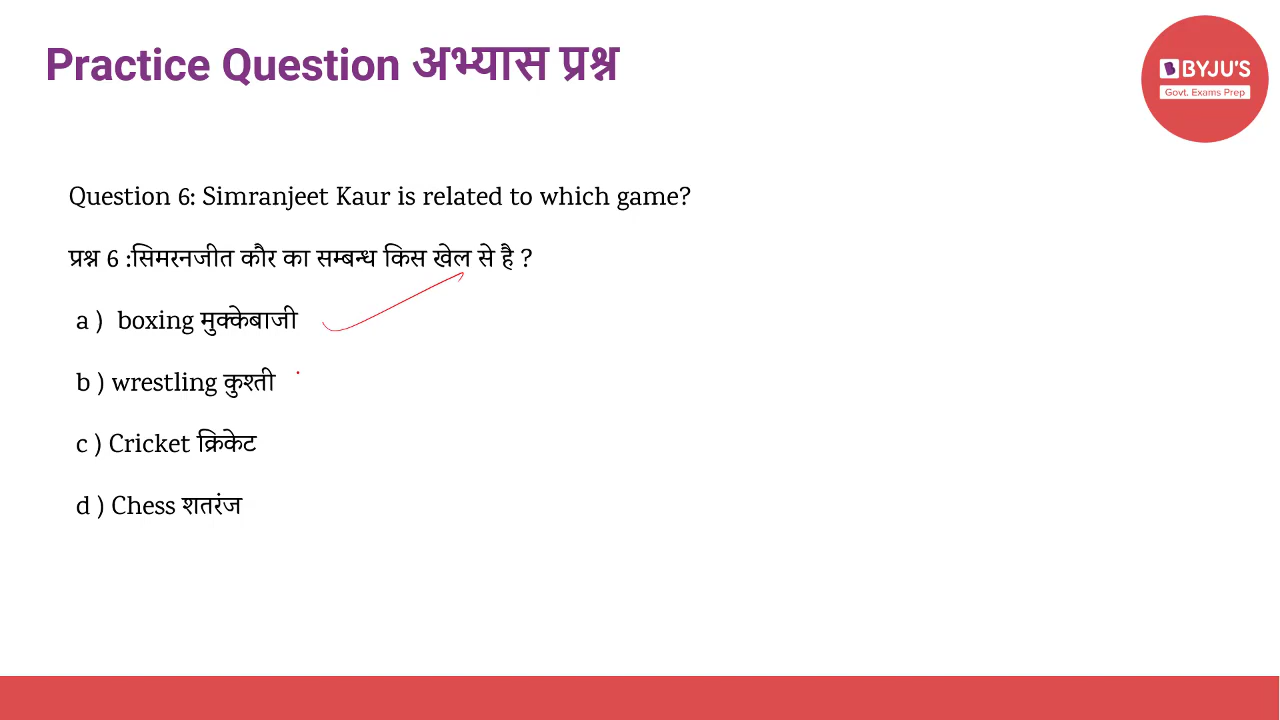 Practice Question अभ्यास प्रश्न
BYJU'S
Govt. Exams Prep
Question 6: Simranjeet Kaur is related to which game?
प्रश्न 6 :सिमरनजीत कौर का सम्बन्ध किस खेल से है ?
a ) boxing मुक्केबाजी
b ) wrestling कुश्ती
c ) Cricket क्रिकेट
d ) Chess शतरंज